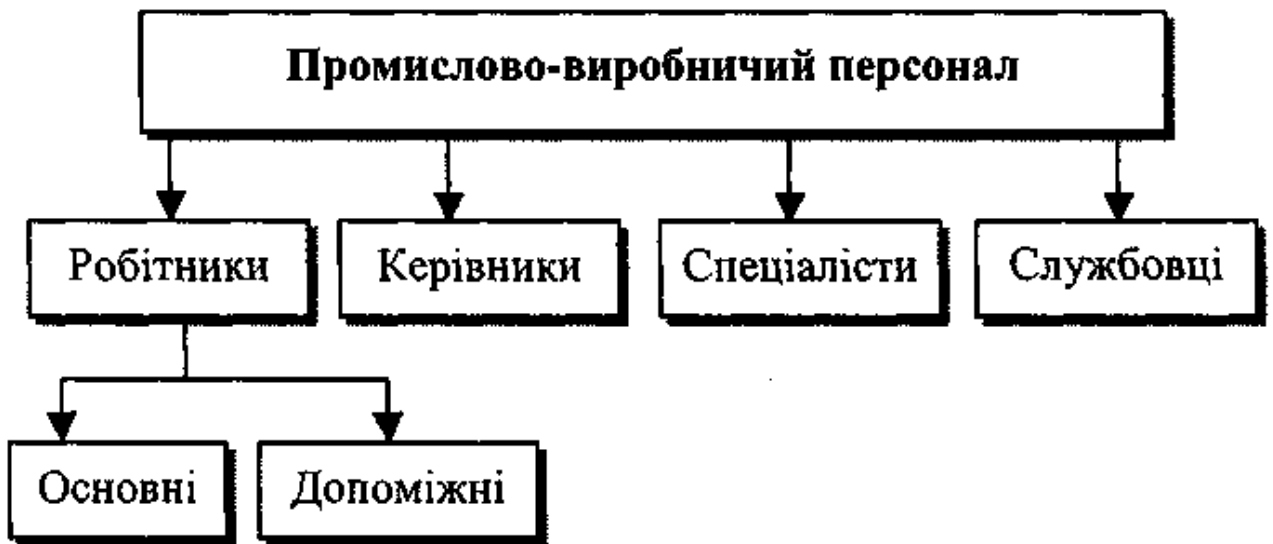 Промислово-виробничий персонал
Робітники
Керівники
Спеціалісти
Службовці
Основні
Допоміжні